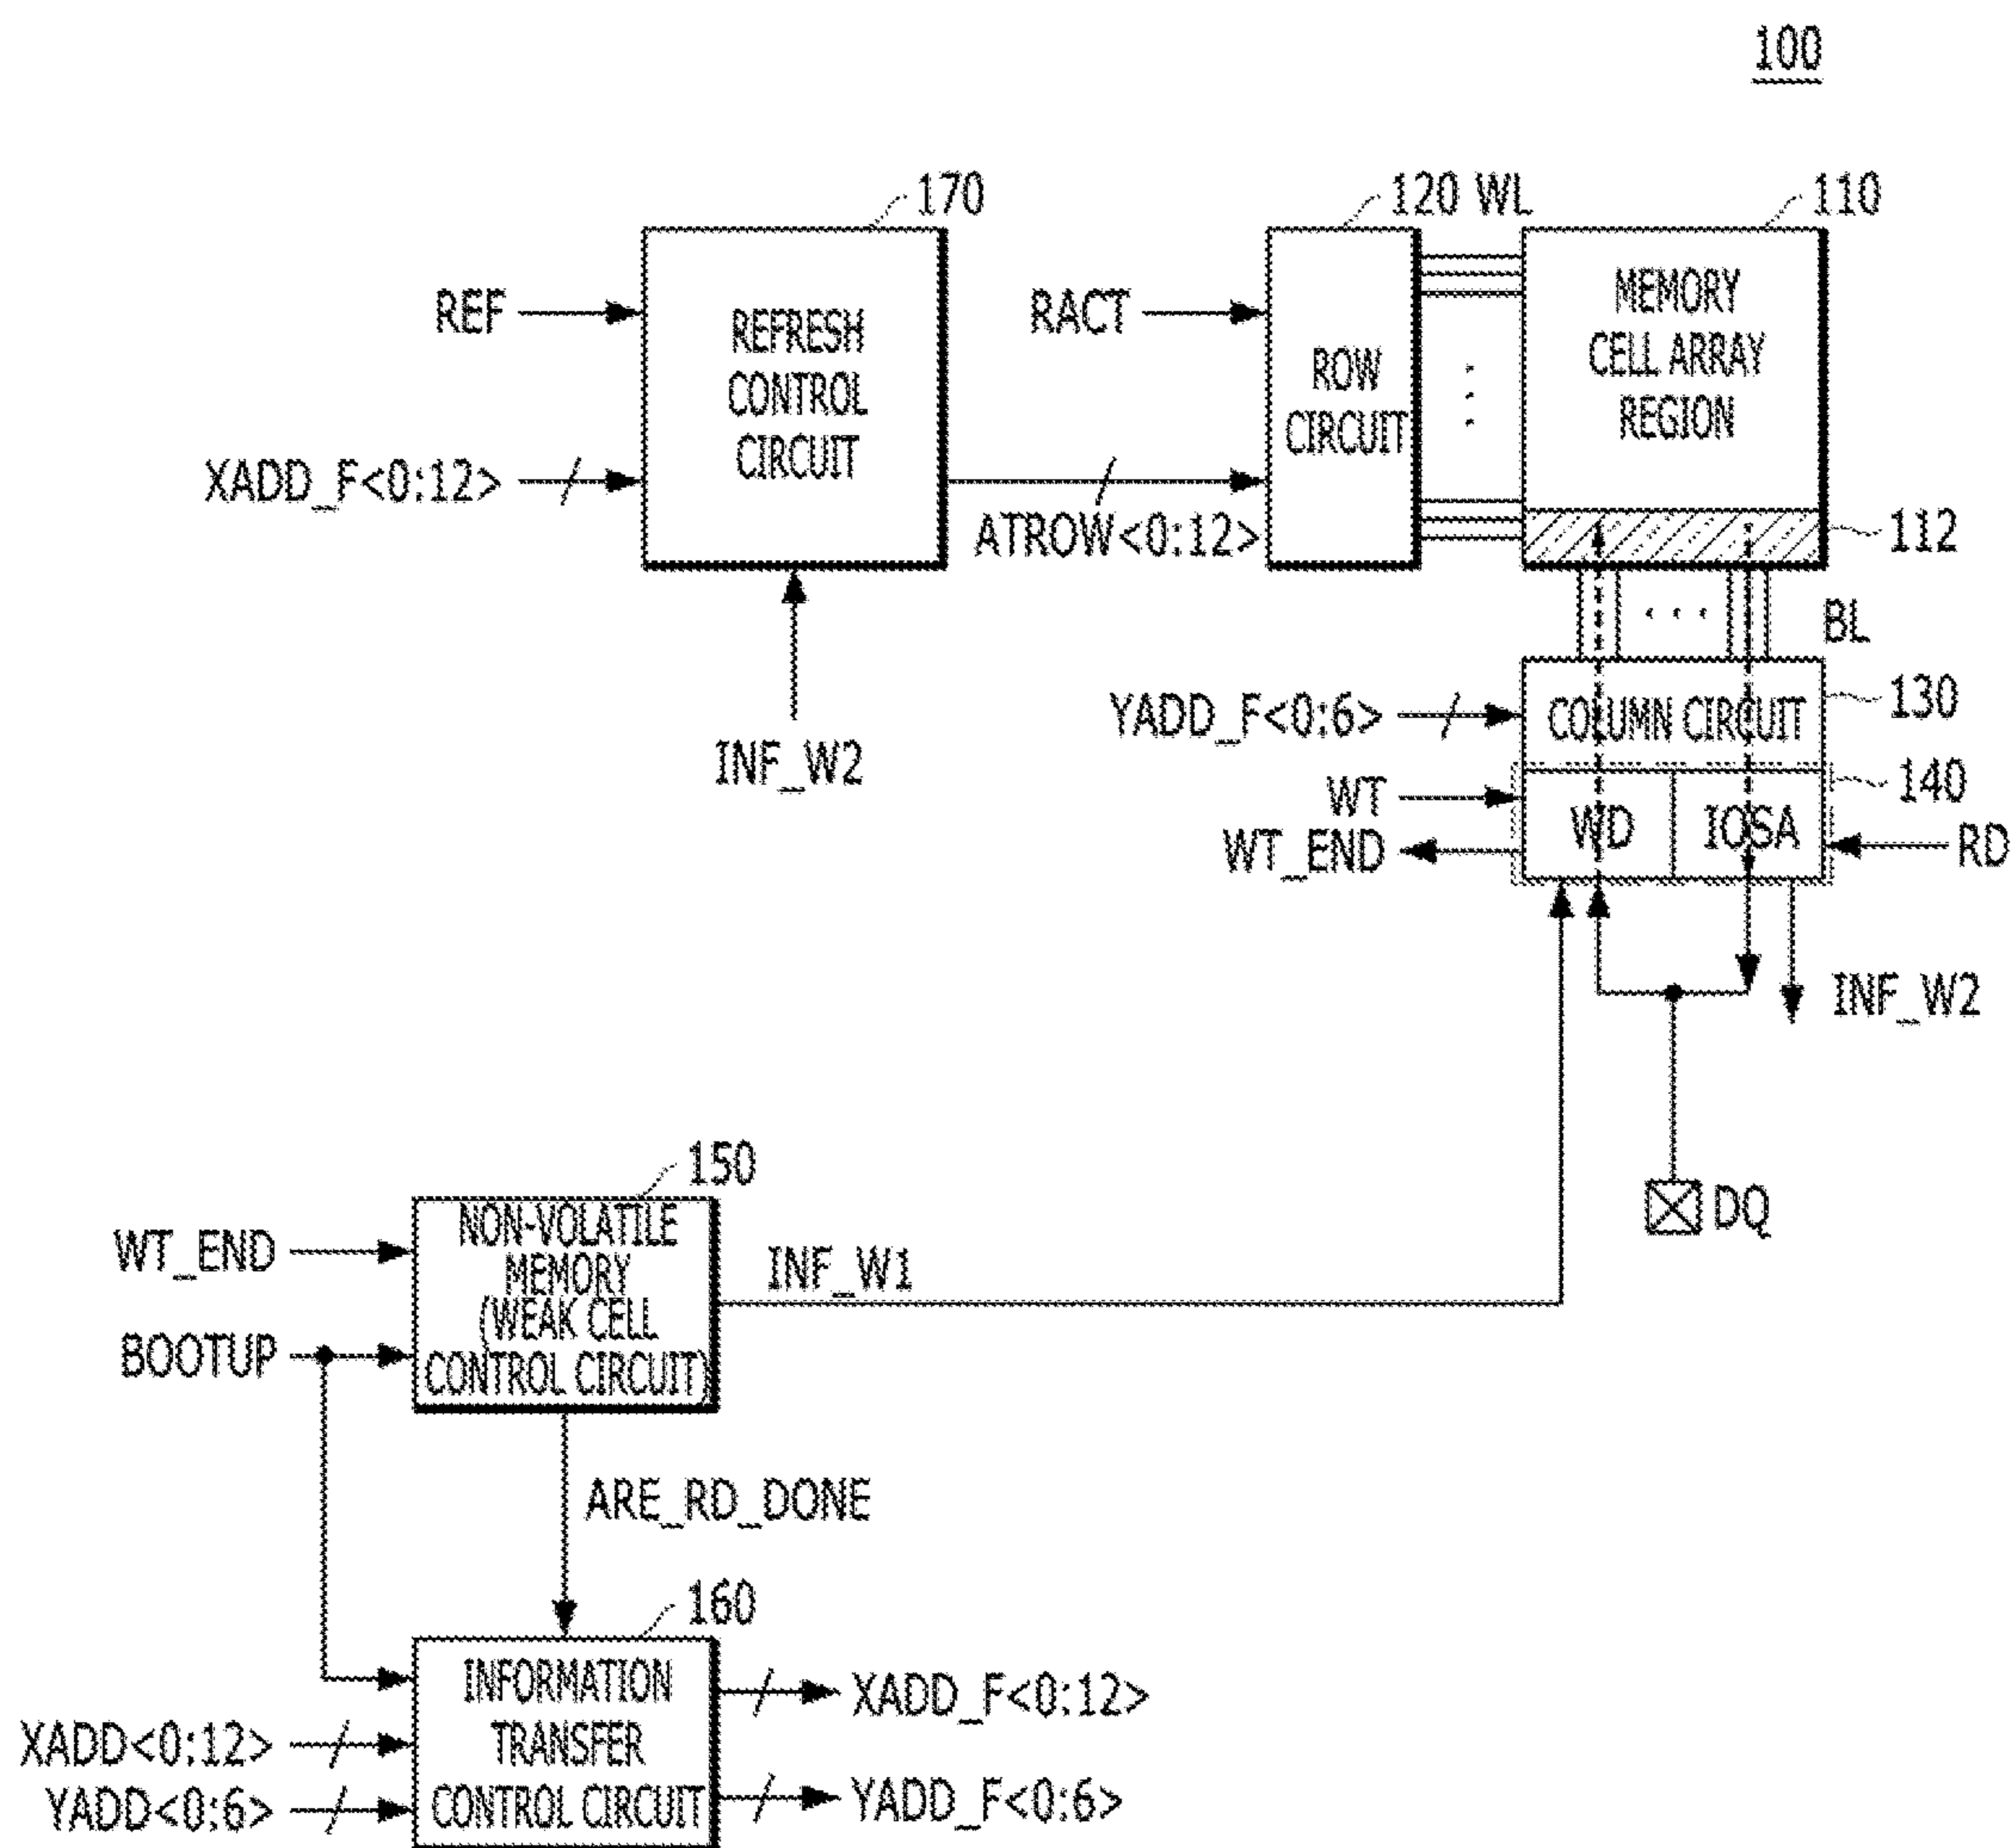 100
170
120 WL
110
REF
REFRESH
CONTROL
CIRCUIT
XADD_F<0:12>
INF_W2
RACT
ROW
CIRCUIT
ATROW<0:12>
MEMORY
CELL ARRAY
REGION
112
BL
YADD_F<0:6>
COLUMN CIRCUIT
130
140
WT
WT_END
WD
IOSA
RD
INF_W2
DQ
150
WT_END
BOOTUP
NON-VOLATILE
MEMORY
(WEAK CELL
CONTROL CIRCUIT)
INF_W1
ARE_RD_DONE
160
XADD<0:12>
YADD<0:6>
INFORMATION
TRANSFER
CONTROL CIRCUIT
XADD_F<0:12>
YADD_F<0:6>